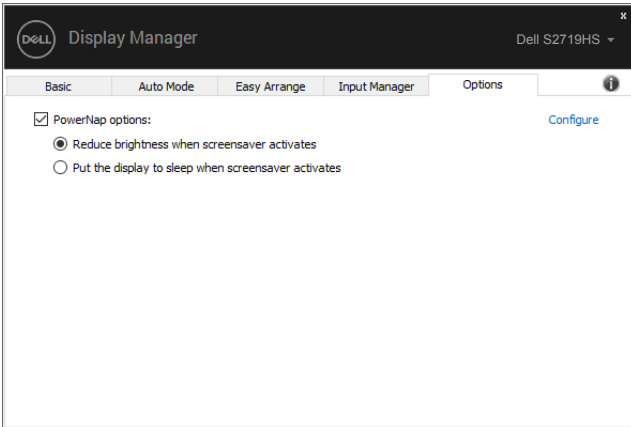 x
DELL Display Manager Dell S2719HS
Basic Auto Mode Easy Arrange Input Manager Options i
PowerNap options: Configure
Reduce brightness when screensaver activates
Put the display to sleep when screensaver activates